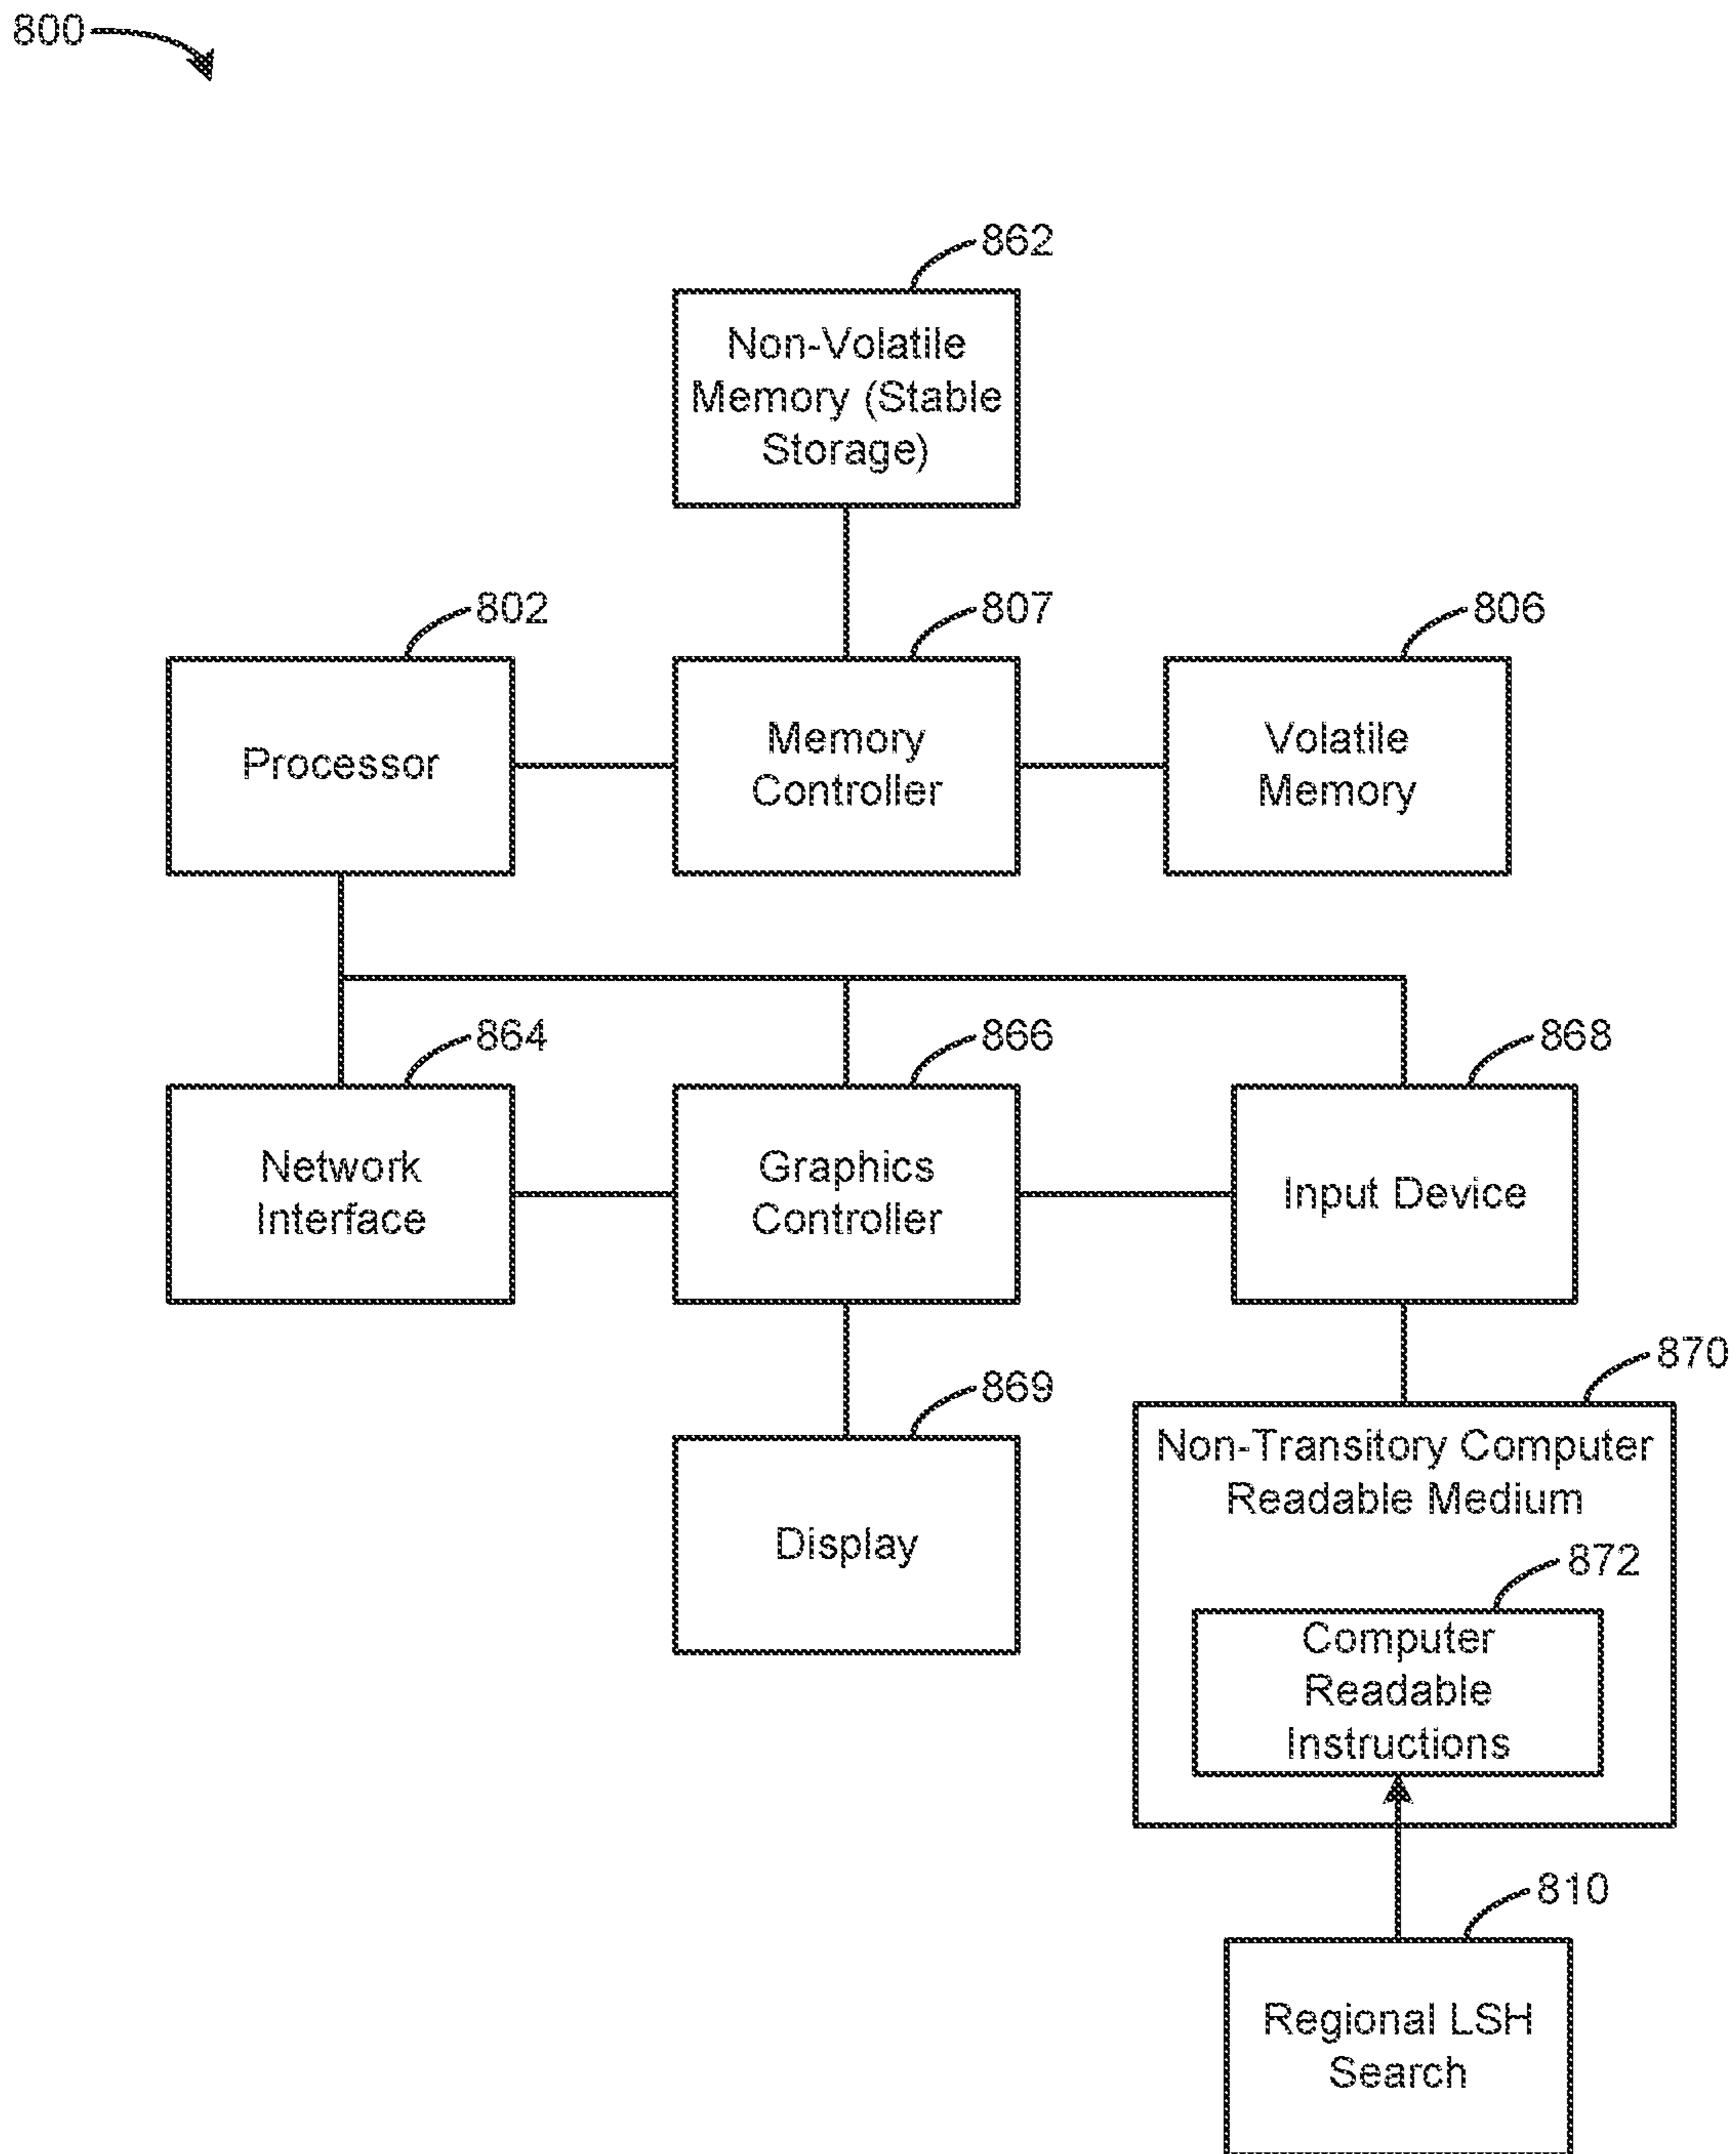 800
862
Non-Volatile
Memory (Stable
Storage)
802
807
806
Processor
Memory
Controller
Volatile
Memory
864
866
868
Network
Interface
Graphics
Controller
Input Device
870
869
Non-Transitory Computer
Readable Medium
Display
872
Computer
Readable
Instructions
810
Regional LSH
Search